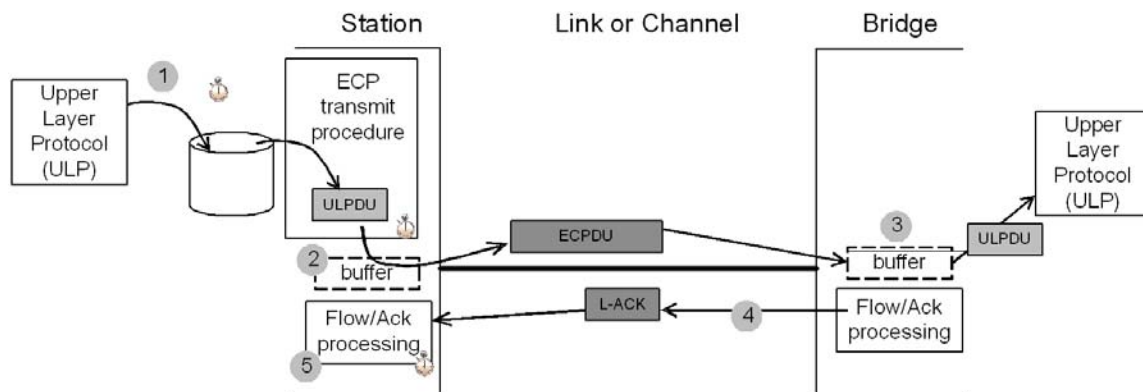 Station
Link or Channel
Bridge
1
Upper
Layer
Protocol
(ULP)
ECP
transmit
procedure
ULPDU
2
buffer
Flow/Ack
processing
5
ECPDU
L-ACK
4
3
buffer
Flow/Ack
processing
ULPDU
Upper
Layer
Protocol
(ULP)